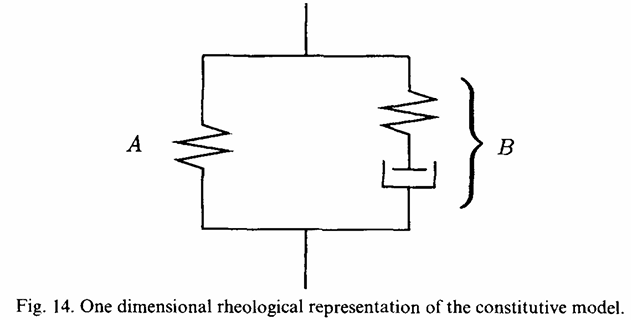 A
B
Fig. 14. One dimensional rheological representation of the constitutive model.